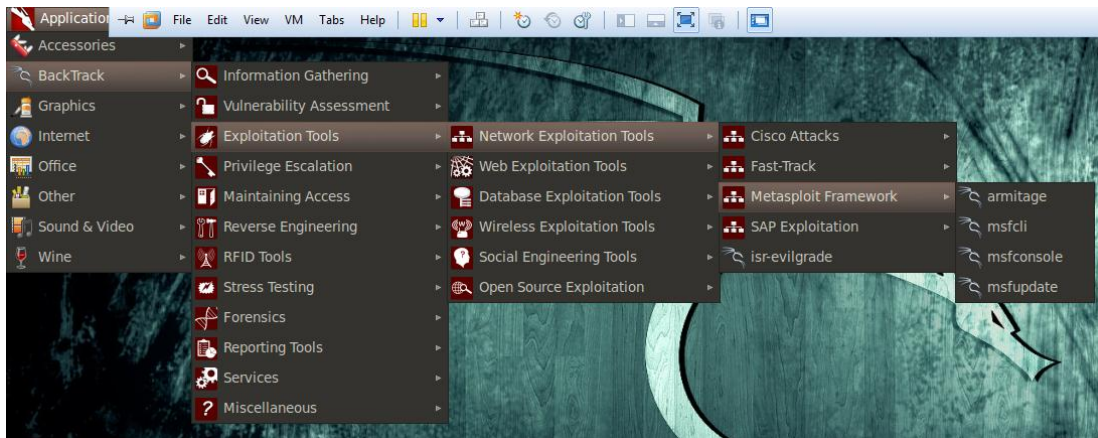 Application File Edit View VM Tabs Help
Accessories
BackTrack
Graphics
Internet
Office
Other
Sound & Video
Wine
Information Gathering
Vulnerability Assessment
Exploitation Tools
Privilege Escalation
Maintaining Access
Reverse Engineering
RFID Tools
Stress Testing
Forensics
Reporting Tools
Services
Miscellaneous
Network Exploitation Tools
Web Exploitation Tools
Database Exploitation Tools
Wireless Exploitation Tools
Social Engineering Tools
Open Source Exploitation
Cisco Attacks
Fast-Track
Metasploit Framework
SAP Exploitation
isr-evilgrade
armitage
msfcli
msfconsole
msfupdate